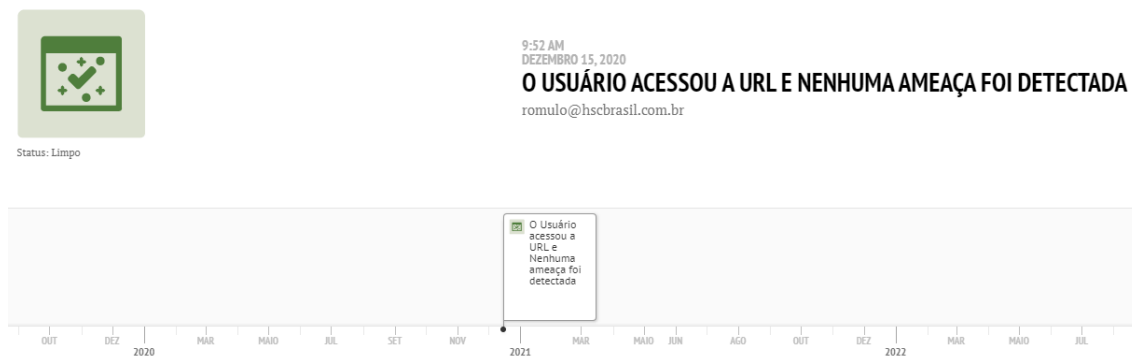 9:52 AM
DEZEMBRO 15, 2020
O USUÁRIO ACESSOU A URL E NENHUMA AMEAÇA FOI DETECTADA
romulo@hscbrasil.com.br
Status: Limpo
O Usuário
acessou a
URL e
Nenhuma
ameaça foi
detectada
OUT DEZ MAR MAIO JUL SET NOV MAR MAIO JUN AGO OUT DEZ MAR MAIO JUL
2020 2021 2022